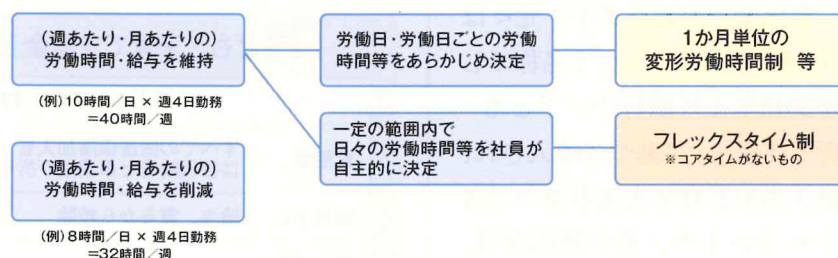 (週あたり・月あたりの)
労働時間・給与を維持
(例)10時間/日 × 週4日勤務
=40時間/週
(週あたり・月あたりの)
労働時間・給与を削減
(例)8時間/日 × 週4日勤務
=32時間/週
労働日・労働日ごとの労働
時間等をあらかじめ決定
一定の範囲内で
日々の労働時間等を社員が
自主的に決定
1か月単位の
変形労働時間制 等
フレックスタイム制
※コアタイムがないもの